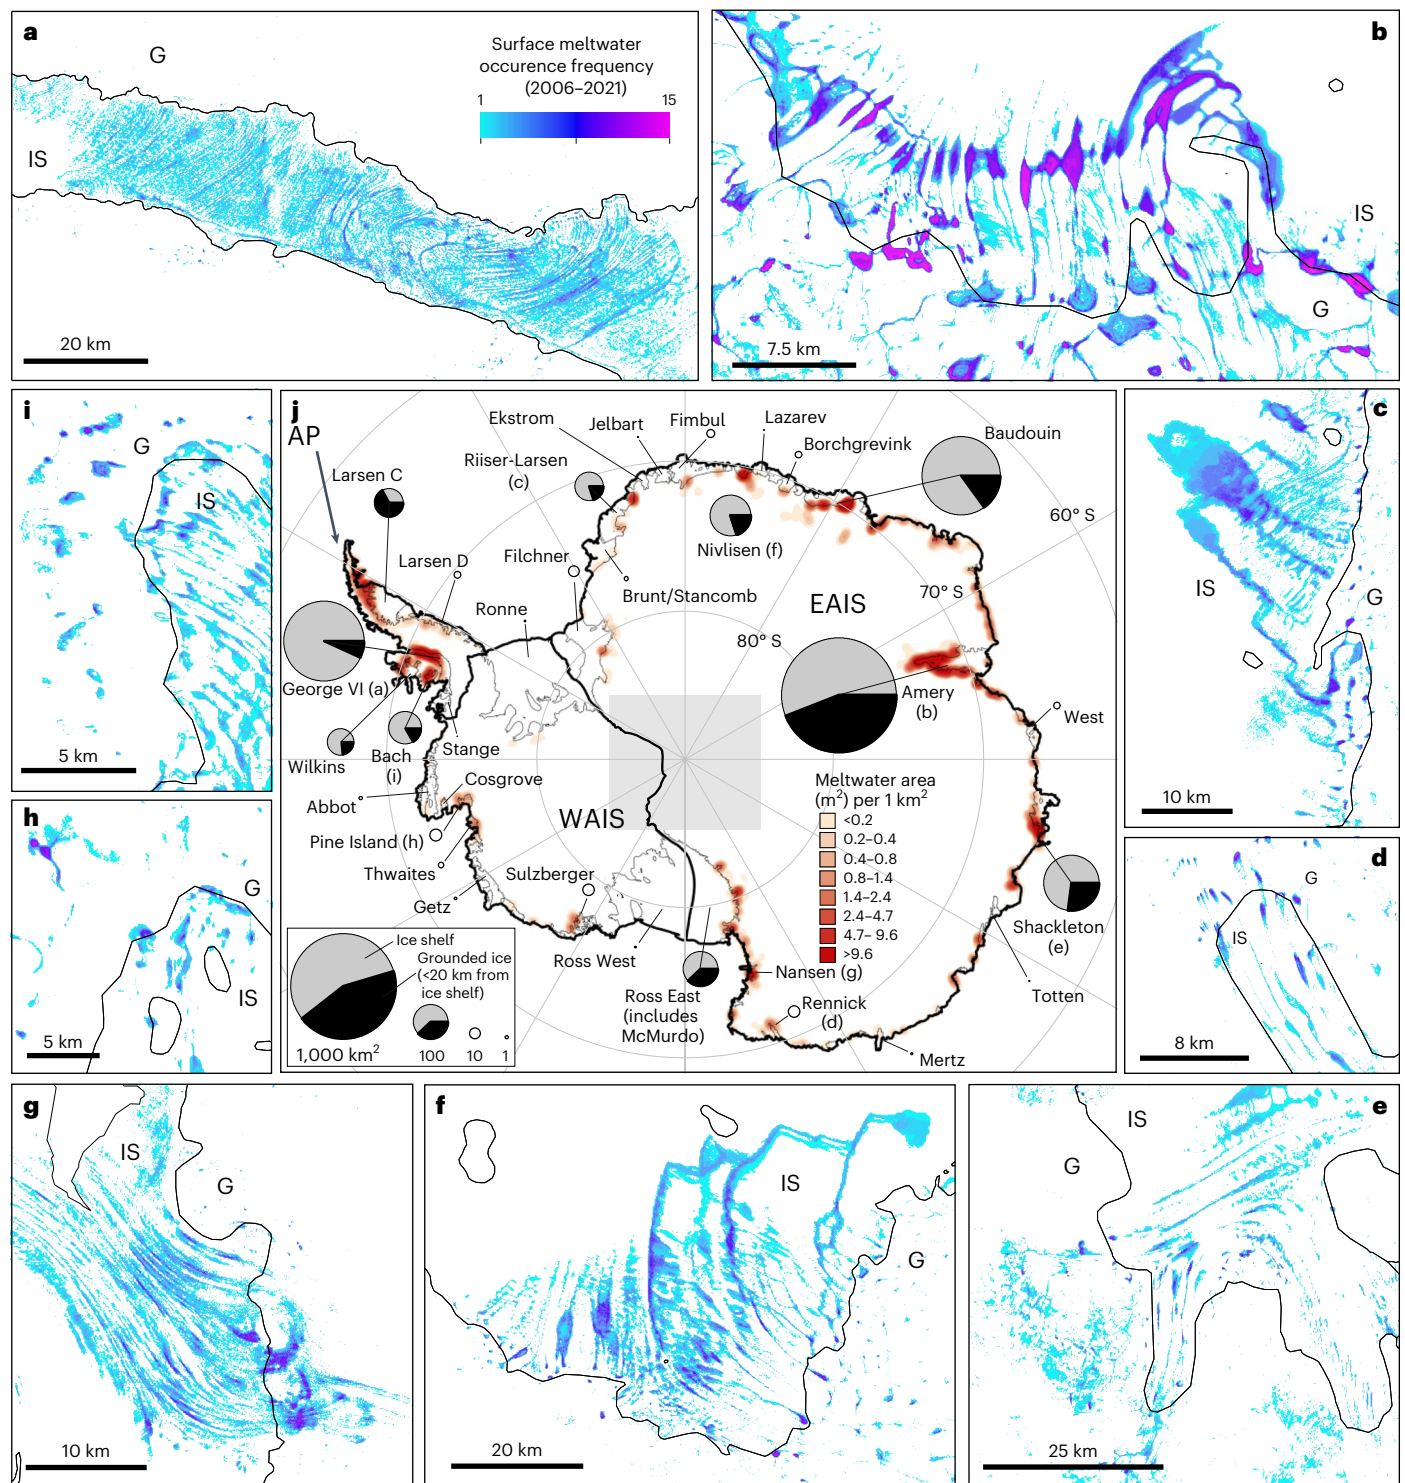 a
G
IS
Surface meltwater
occurence frequency
(2006–2021)
1
15
20 km
b
IS
G
7.5 km
i
G
IS
5 km
j
AP
Ekstrom
Jelbart
Fimbul
Lazarev
Borchgrevink
Baudouin
Riiser-Larsen
(c)
Larsen C
60° S
Nivlisen (f)
Larsen D
Filchner
Brunt/Stancomb
EAIS
70° S
Ronne
80° S
George VI (a)
Amery
(b)
West
Wilkins
Bach
(i)
Stange
Cosgrove
Abbot
Meltwater area
(m²) per 1 km²
<0.2
0.2–0.4
0.4–0.8
0.8–1.4
1.4–2.4
2.4–4.7
4.7– 9.6
>9.6
WAIS
Pine Island (h)
Thwaites
Sulzberger
Getz
Shackleton
(e)
Ice shelf
Grounded ice
(<20 km from
ice shelf)
1,000 km²
100
10
1
Ross West
Ross East
(includes
McMurdo)
Nansen (g)
Rennick
(d)
Totten
Mertz
c
IS
G
10 km
h
G
IS
5 km
d
G
IS
8 km
g
IS
G
10 km
f
IS
G
20 km
e
IS
G
25 km